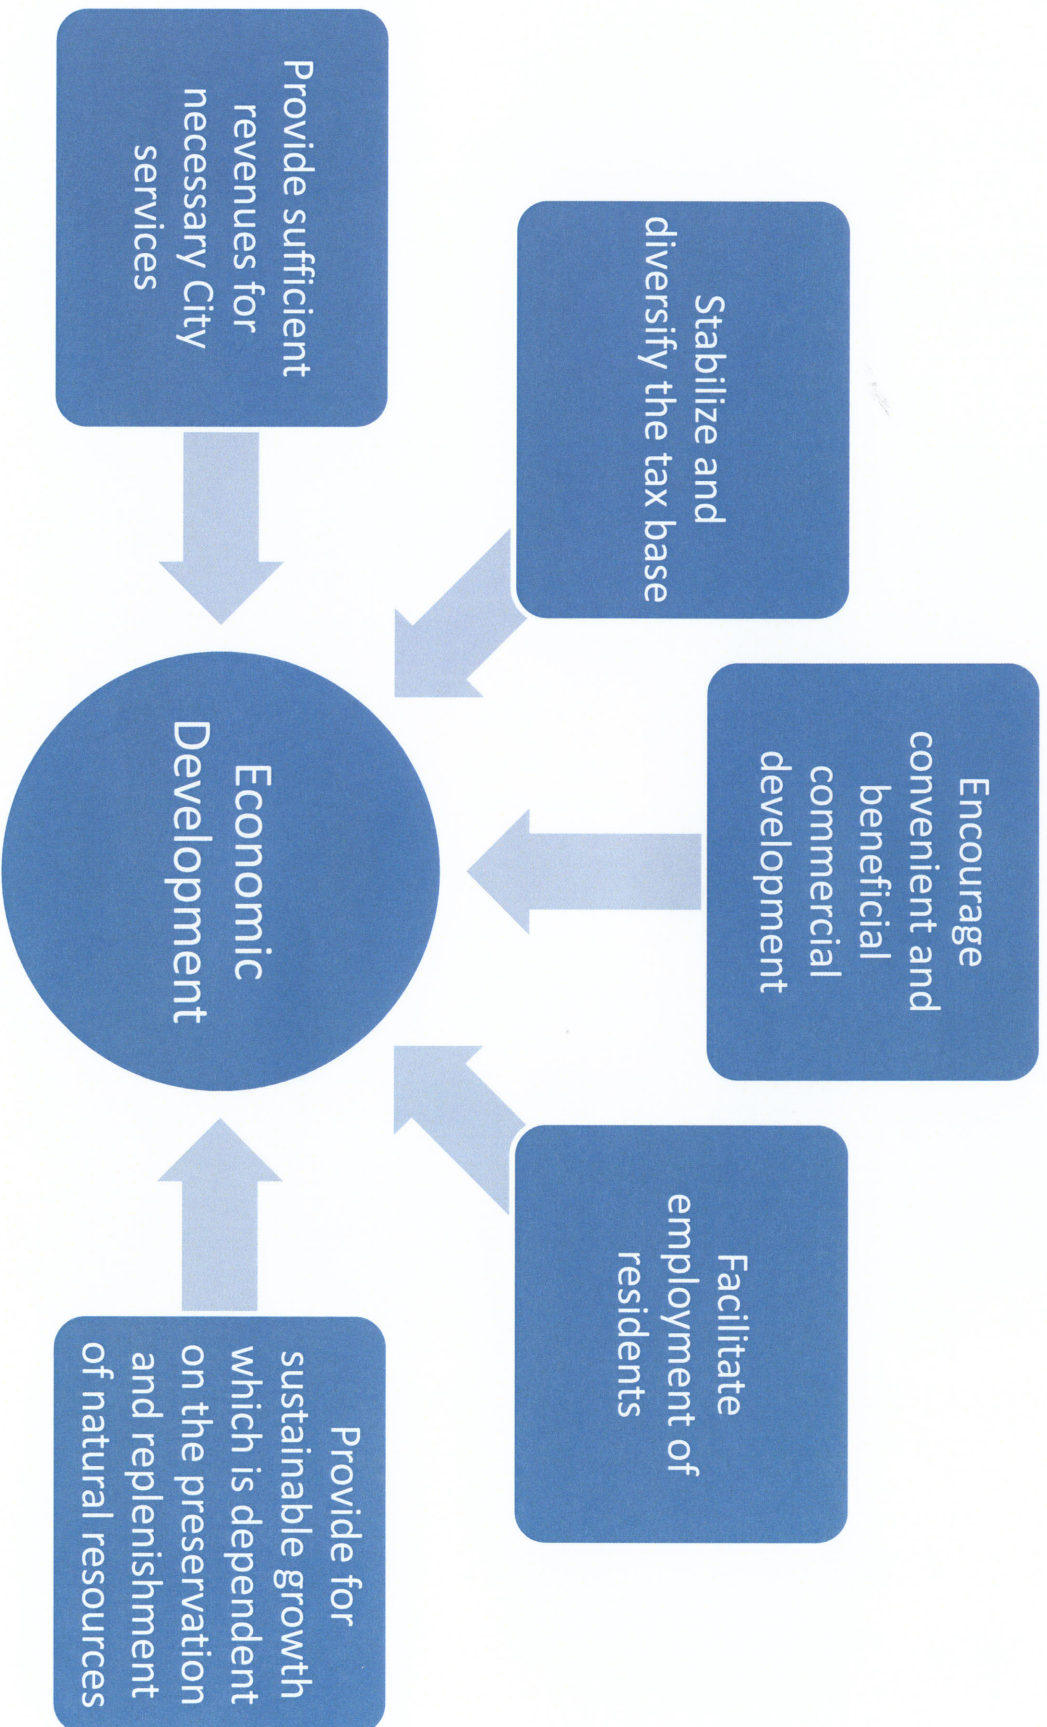 Provide sufficient
revenues for
necessary City
services
Stabilize and
diversify the tax base
Encourage
convenient and
beneficial
commercial
development
Facilitate
employment of
residents
Provide for
sustainable growth
which is dependent
on the preservation
and replenishment
of natural resources
Economic
Development